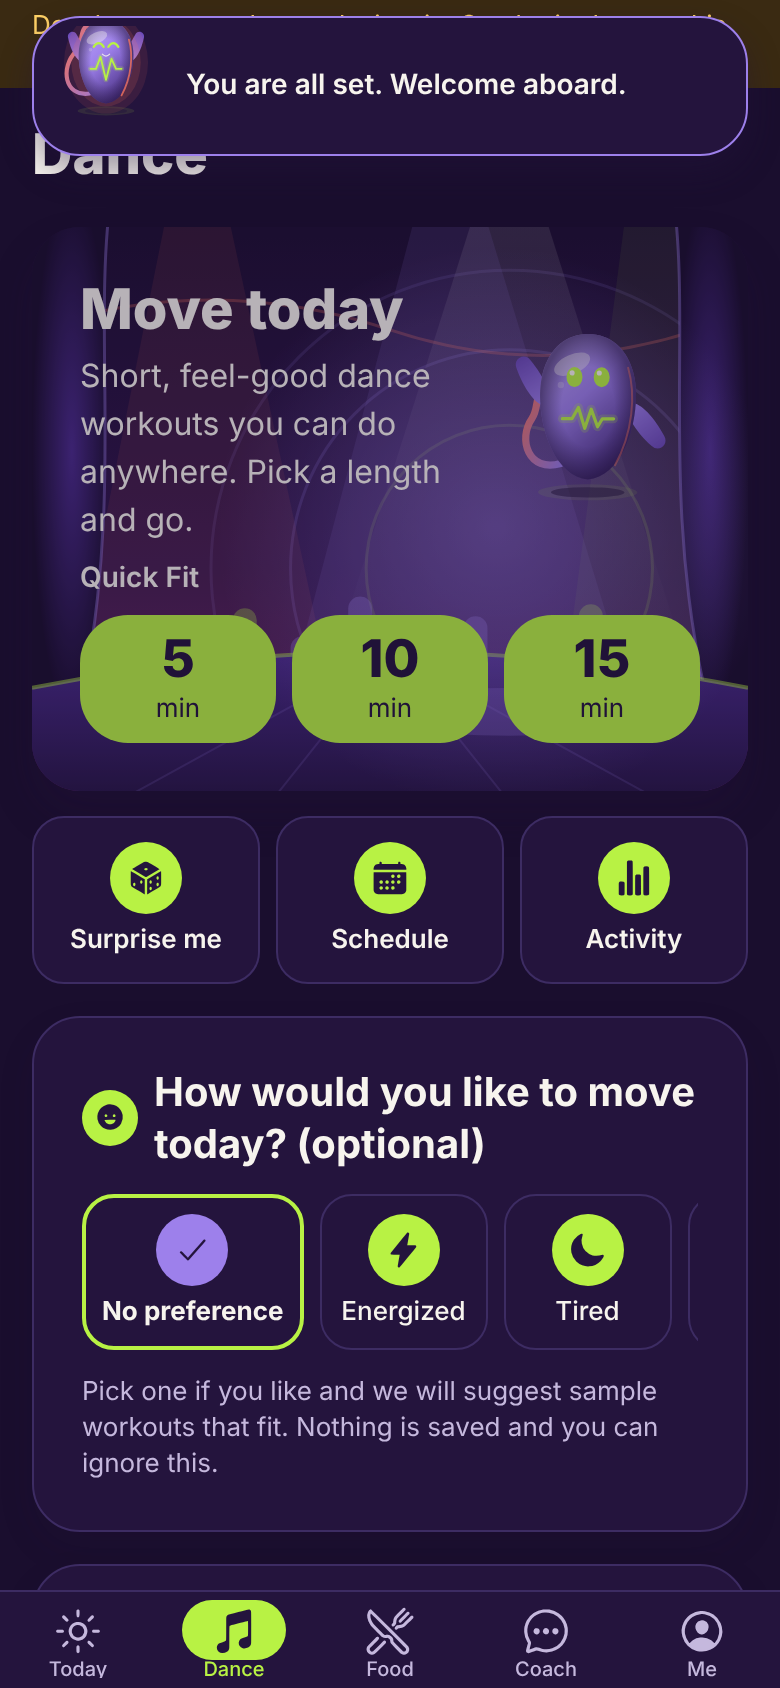 You are all set. Welcome aboard.
Dance
Move today
Short, feel-good dance
workouts you can do
anywhere. Pick a length
and go.
Quick Fit
5 10 15
min min min
Surprise me Schedule Activity
How would you like to move
today? (optional)
No preference Energized Tired
Pick one if you like and we will suggest sample
workouts that fit. Nothing is saved and you can
ignore this.
Today Dance Food Coach Me